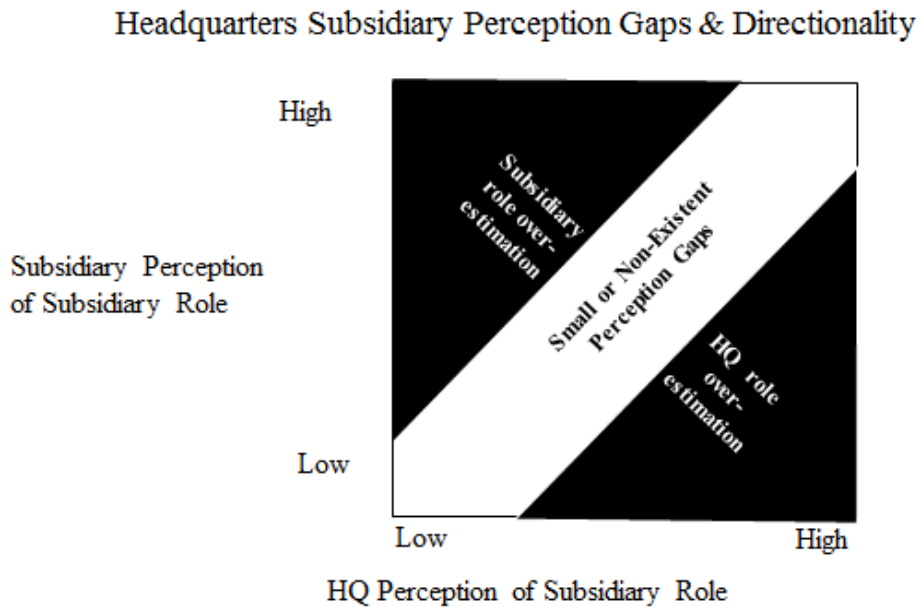 Headquarters Subsidiary Perception Gaps & Directionality
High
Subsidiary
role over-
estimation
Small or Non-Existent
Perception Gaps
Subsidiary Perception
of Subsidiary Role
HQ role
over-
estimation
Low
Low
High
HQ Perception of Subsidiary Role